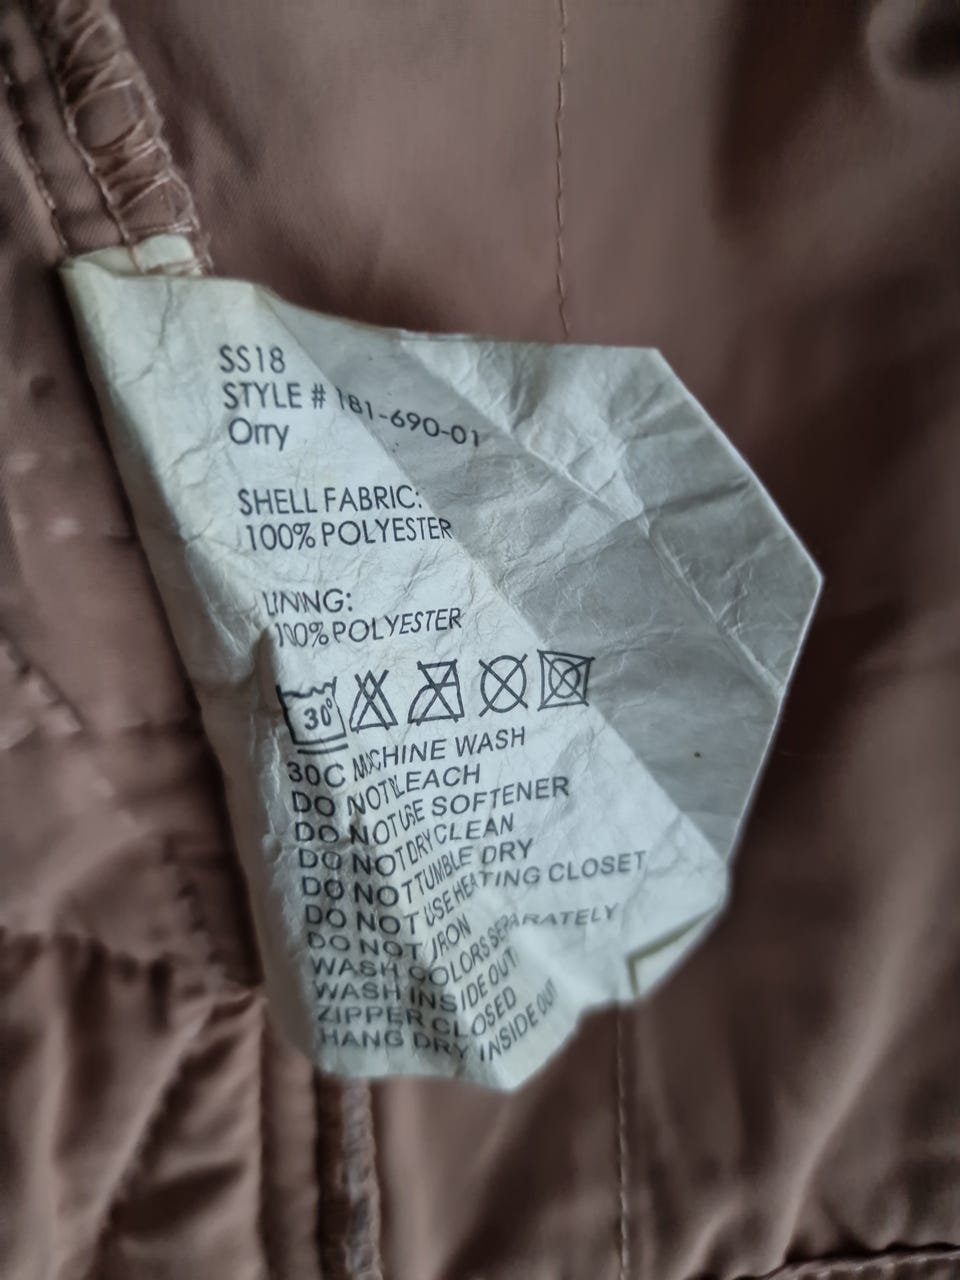 SS18
STYLE # 181-690-01
Orry
SHELL FABRIC:
100% POLYESTER
LINING:
100% POLYESTER
30°
30C MACHINE WASH
DO NOT BLEACH
DO NOT USE SOFTENER
DO NOT DRY CLEAN
DO NOT TUMBLE DRY
DO NOT USE HEATING CLOSET
DO NOT IRON
WASH COLORS SEPARATELY
WASH INSIDE OUT
ZIPPER CLOSED
HANG DRY INSIDE OUT